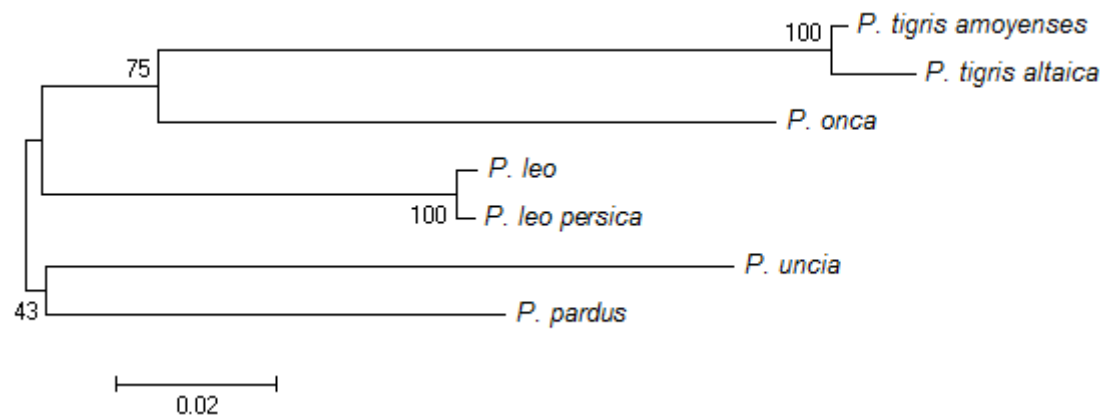 100 P. tigris amoyenses
75 P. tigris altaica
P. onca
P. leo
100 P. leo persica
P. uncia
43 P. pardus
0.02